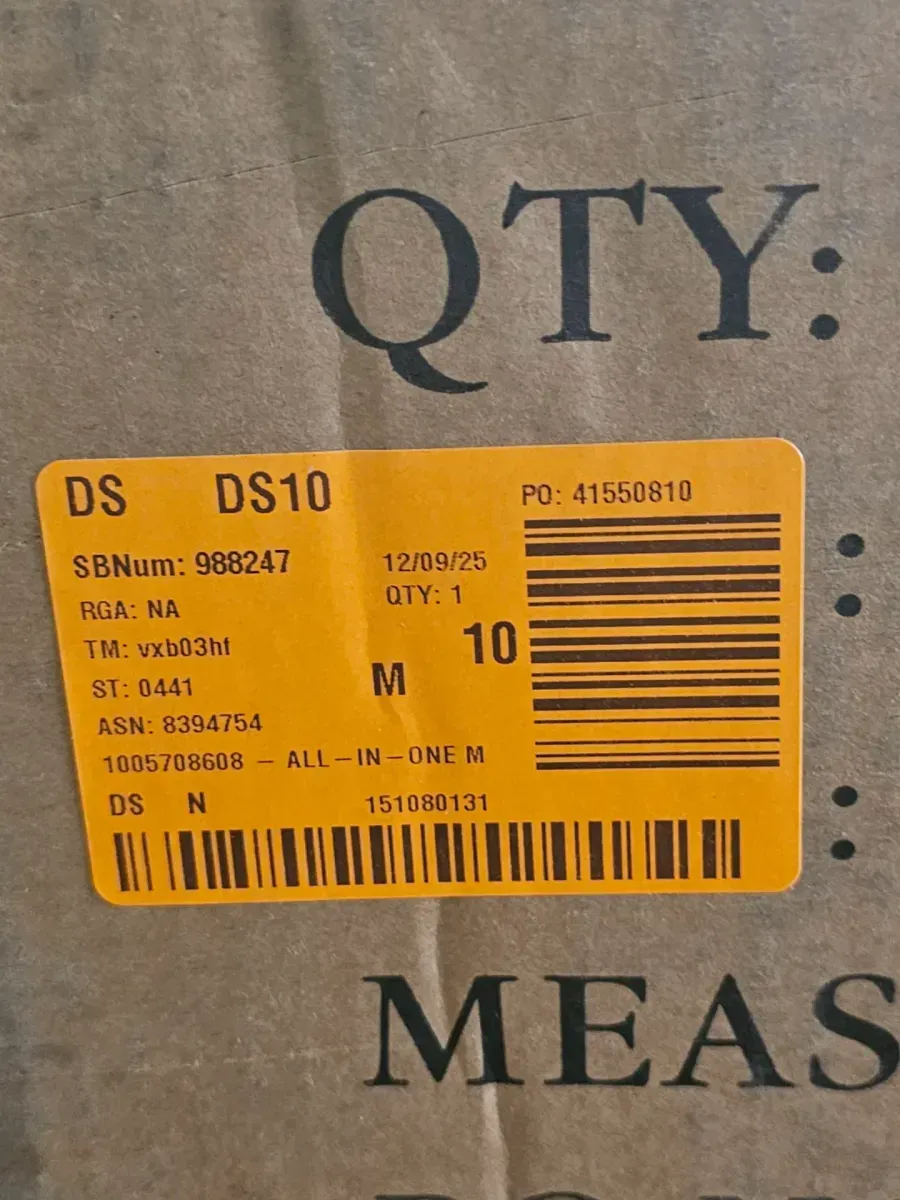 QTY:
DS DS10 PO: 41550810
SBNum: 988247 12/09/25
RGA: NA QTY: 1
TM: vxb03hf 10
ST: 0441 M
ASN: 8394754
1005708608 – ALL–IN–ONE M
DS N 151080131
:
:
MEAS